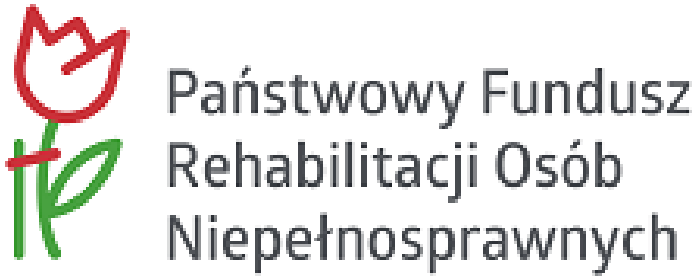 Państwowy Fundusz
Rehabilitacji Osób
Niepełnosprawnych